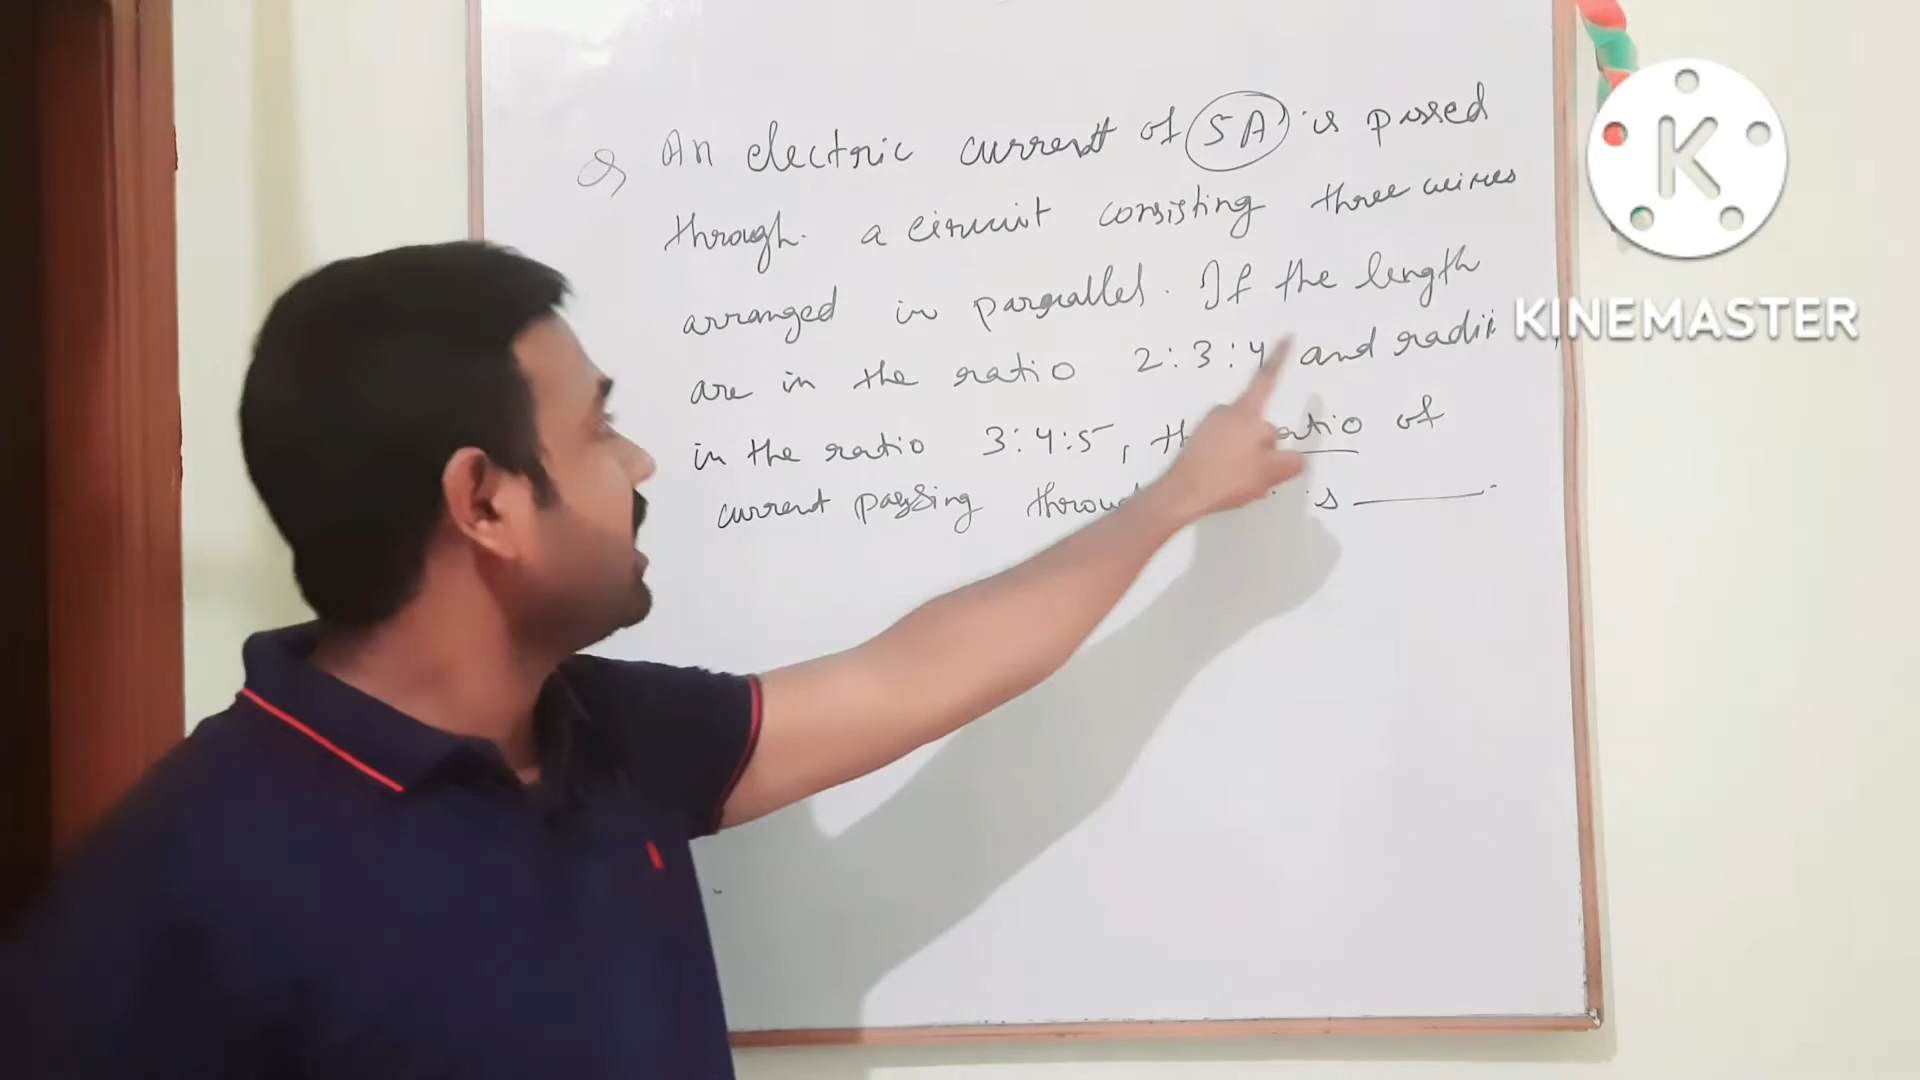 Q An electric current of 5A is passed
through a circuit consisting three wires
arranged in parallel. If the length
are in the ratio 2:3:4 and radii
in the ratio 3:4:5, the ratio of
current passing through is
K
KINEMASTER